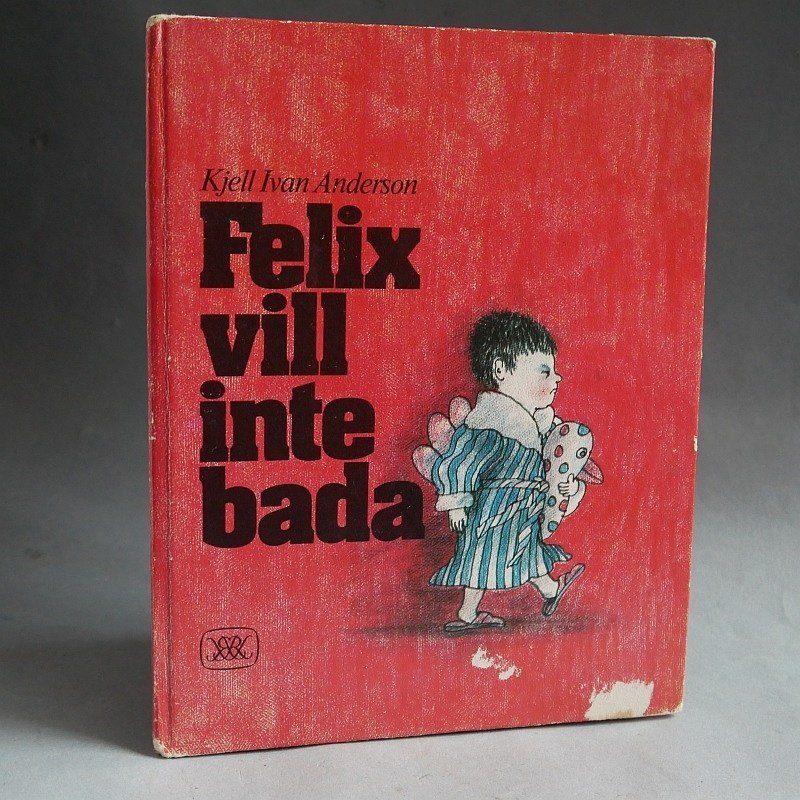 Kjell Ivan Anderson
Felix
vill
inte
bada